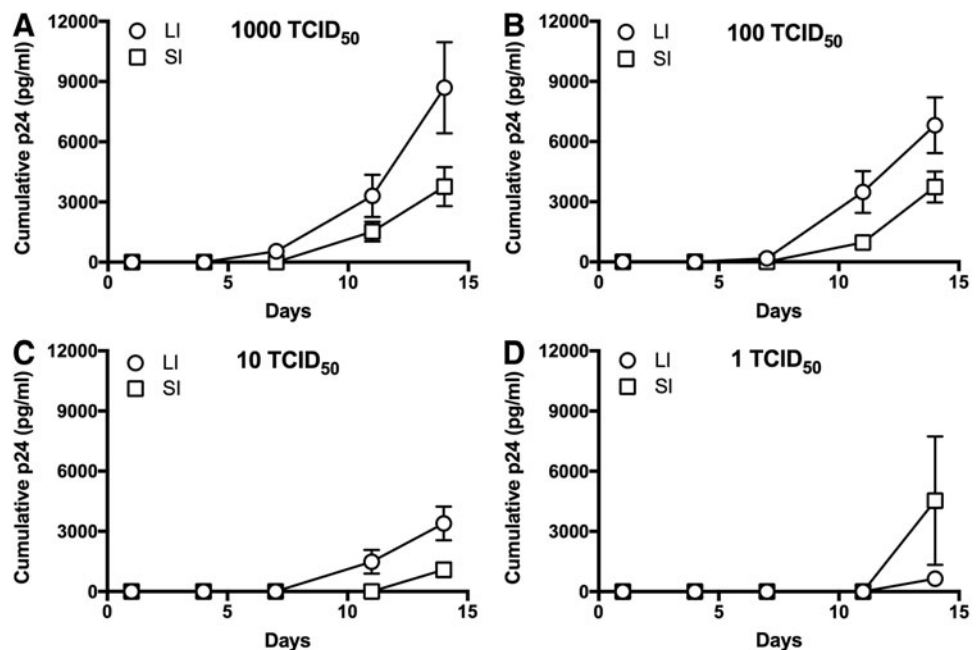 A
1000 TCID50
LI
SI
Cumulative p24 (pg/ml)
12000
9000
6000
3000
0
0 5 10 15
Days
B
100 TCID50
LI
SI
Cumulative p24 (pg/ml)
12000
9000
6000
3000
0
0 5 10 15
Days
C
10 TCID50
LI
SI
Cumulative p24 (pg/ml)
12000
9000
6000
3000
0
0 5 10 15
Days
D
1 TCID50
LI
SI
Cumulative p24 (pg/ml)
12000
9000
6000
3000
0
0 5 10 15
Days